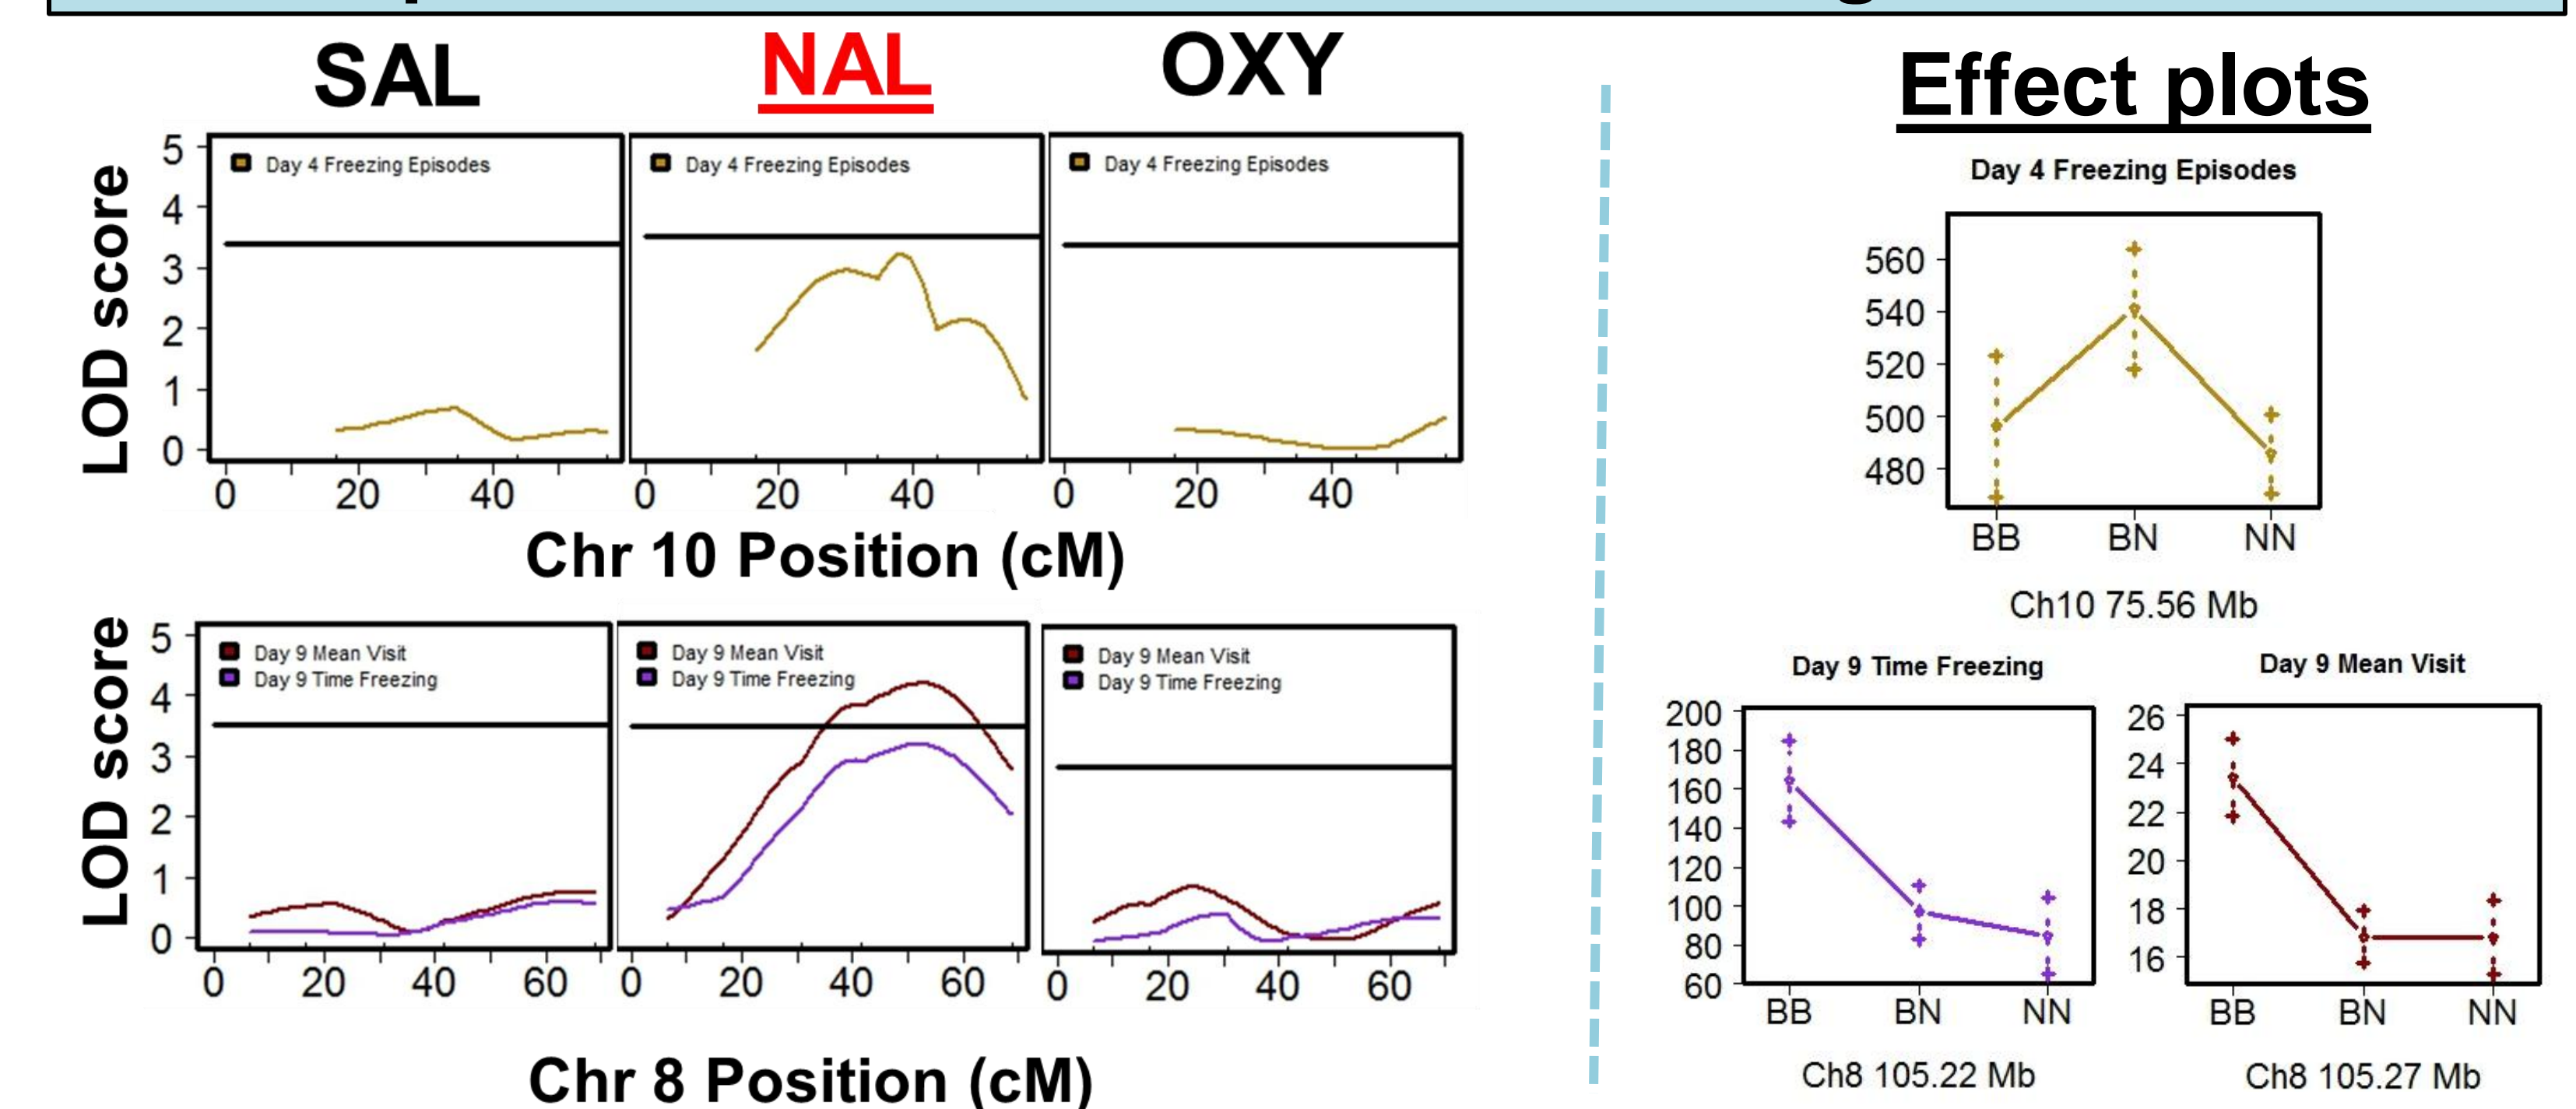 SAL NAL OXY
LOD score
5
4
3
2
1
0
Day 4 Freezing Episodes
Day 4 Freezing Episodes
Day 4 Freezing Episodes
0 20 40 0 20 40 0 20 40
Chr 10 Position (cM)
LOD score
5
4
3
2
1
0
Day 9 Mean Visit
Day 9 Time Freezing
Day 9 Mean Visit
Day 9 Time Freezing
Day 9 Mean Visit
Day 9 Time Freezing
0 20 40 60 0 20 40 60 0 20 40 60
Chr 8 Position (cM)
Effect plots
Day 4 Freezing Episodes
560
540
520
500
480
BB BN NN
Ch10 75.56 Mb
Day 9 Time Freezing
200
180
160
140
120
100
80
60
BB BN NN
Ch8 105.22 Mb
Day 9 Mean Visit
26
24
22
20
18
16
BB BN NN
Ch8 105.27 Mb